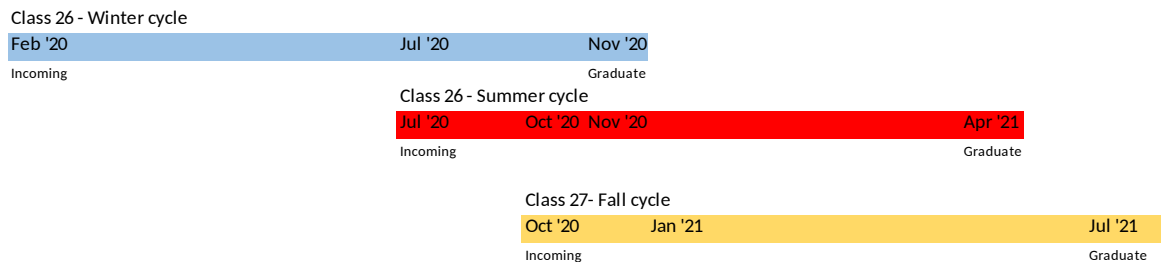 Class 26 - Winter cycle
Feb '20 Jul '20 Nov '20
Incoming Graduate
Class 26 - Summer cycle
Jul '20 Oct '20 Nov '20 Apr '21
Incoming Graduate
Class 27- Fall cycle
Oct '20 Jan '21 Jul '21
Incoming Graduate